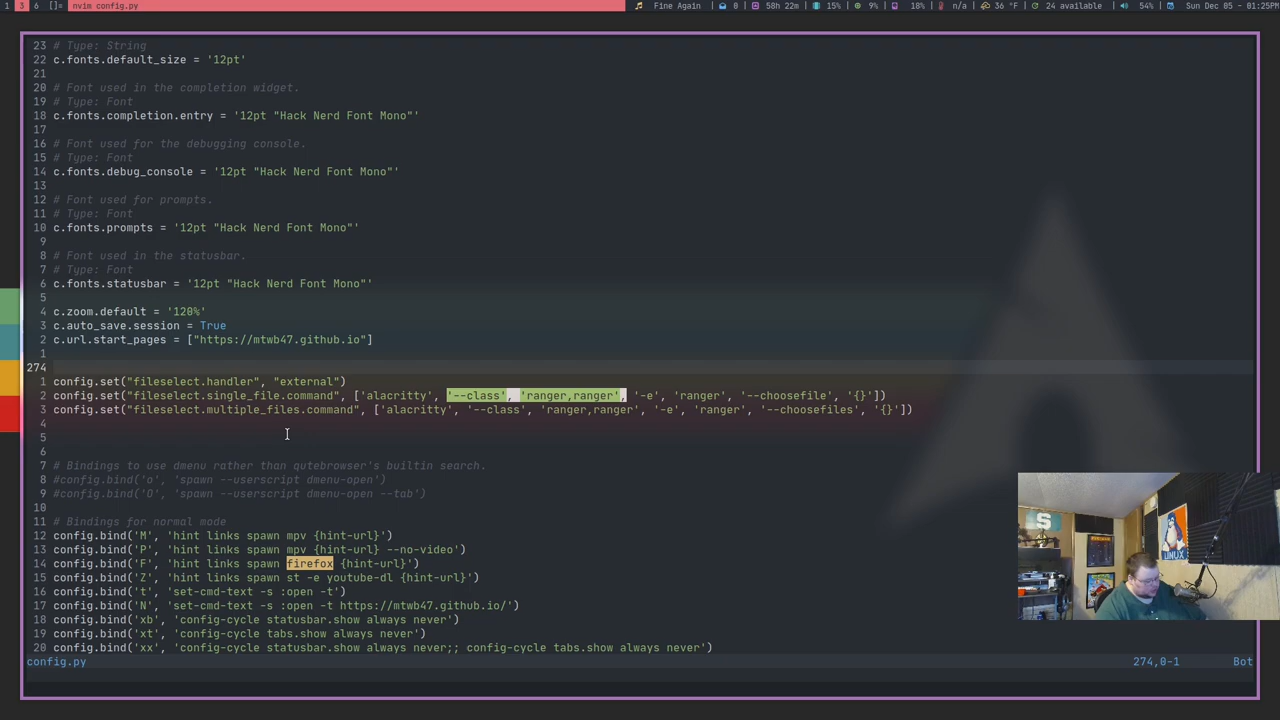 1 3 6 []= nvim config.py Fine Again 0 58h 22m 15% 9% 18% n/a 36 °F 24 available 54% Sun Dec 05 - 01:25PM
23 # Type: String
22 c.fonts.default_size = '12pt'
21
20 # Font used in the completion widget.
19 # Type: Font
18 c.fonts.completion.entry = '12pt "Hack Nerd Font Mono"'
17
16 # Font used for the debugging console.
15 # Type: Font
14 c.fonts.debug_console = '12pt "Hack Nerd Font Mono"'
13
12 # Font used for prompts.
11 # Type: Font
10 c.fonts.prompts = '12pt "Hack Nerd Font Mono"'
9
8 # Font used in the statusbar.
7 # Type: Font
6 c.fonts.statusbar = '12pt "Hack Nerd Font Mono"'
5
4 c.zoom.default = '120%'
3 c.auto_save.session = True
2 c.url.start_pages = ["https://mtwb47.github.io"]
1
274
1 config.set("fileselect.handler", "external")
2 config.set("fileselect.single_file.command", ['alacritty', '--class', 'ranger,ranger', '-e', 'ranger', '--choosefile', '{}'])
3 config.set("fileselect.multiple_files.command", ['alacritty', '--class', 'ranger,ranger', '-e', 'ranger', '--choosefiles', '{}'])
4
5
6
7 # Bindings to use dmenu rather than qutebrowser's builtin search.
8 #config.bind('o', 'spawn --userscript dmenu-open')
9 #config.bind('O', 'spawn --userscript dmenu-open --tab')
10
11 # Bindings for normal mode
12 config.bind('M', 'hint links spawn mpv {hint-url}')
13 config.bind('P', 'hint links spawn mpv {hint-url} --no-video')
14 config.bind('F', 'hint links spawn firefox {hint-url}')
15 config.bind('Z', 'hint links spawn st -e youtube-dl {hint-url}')
16 config.bind('t', 'set-cmd-text -s :open -t')
17 config.bind('N', 'set-cmd-text -s :open -t https://mtwb47.github.io/')
18 config.bind('xb', 'config-cycle statusbar.show always never')
19 config.bind('xt', 'config-cycle tabs.show always never')
20 config.bind('xx', 'config-cycle statusbar.show always never;; config-cycle tabs.show always never')
config.py 274,0-1 Bot
LINUX